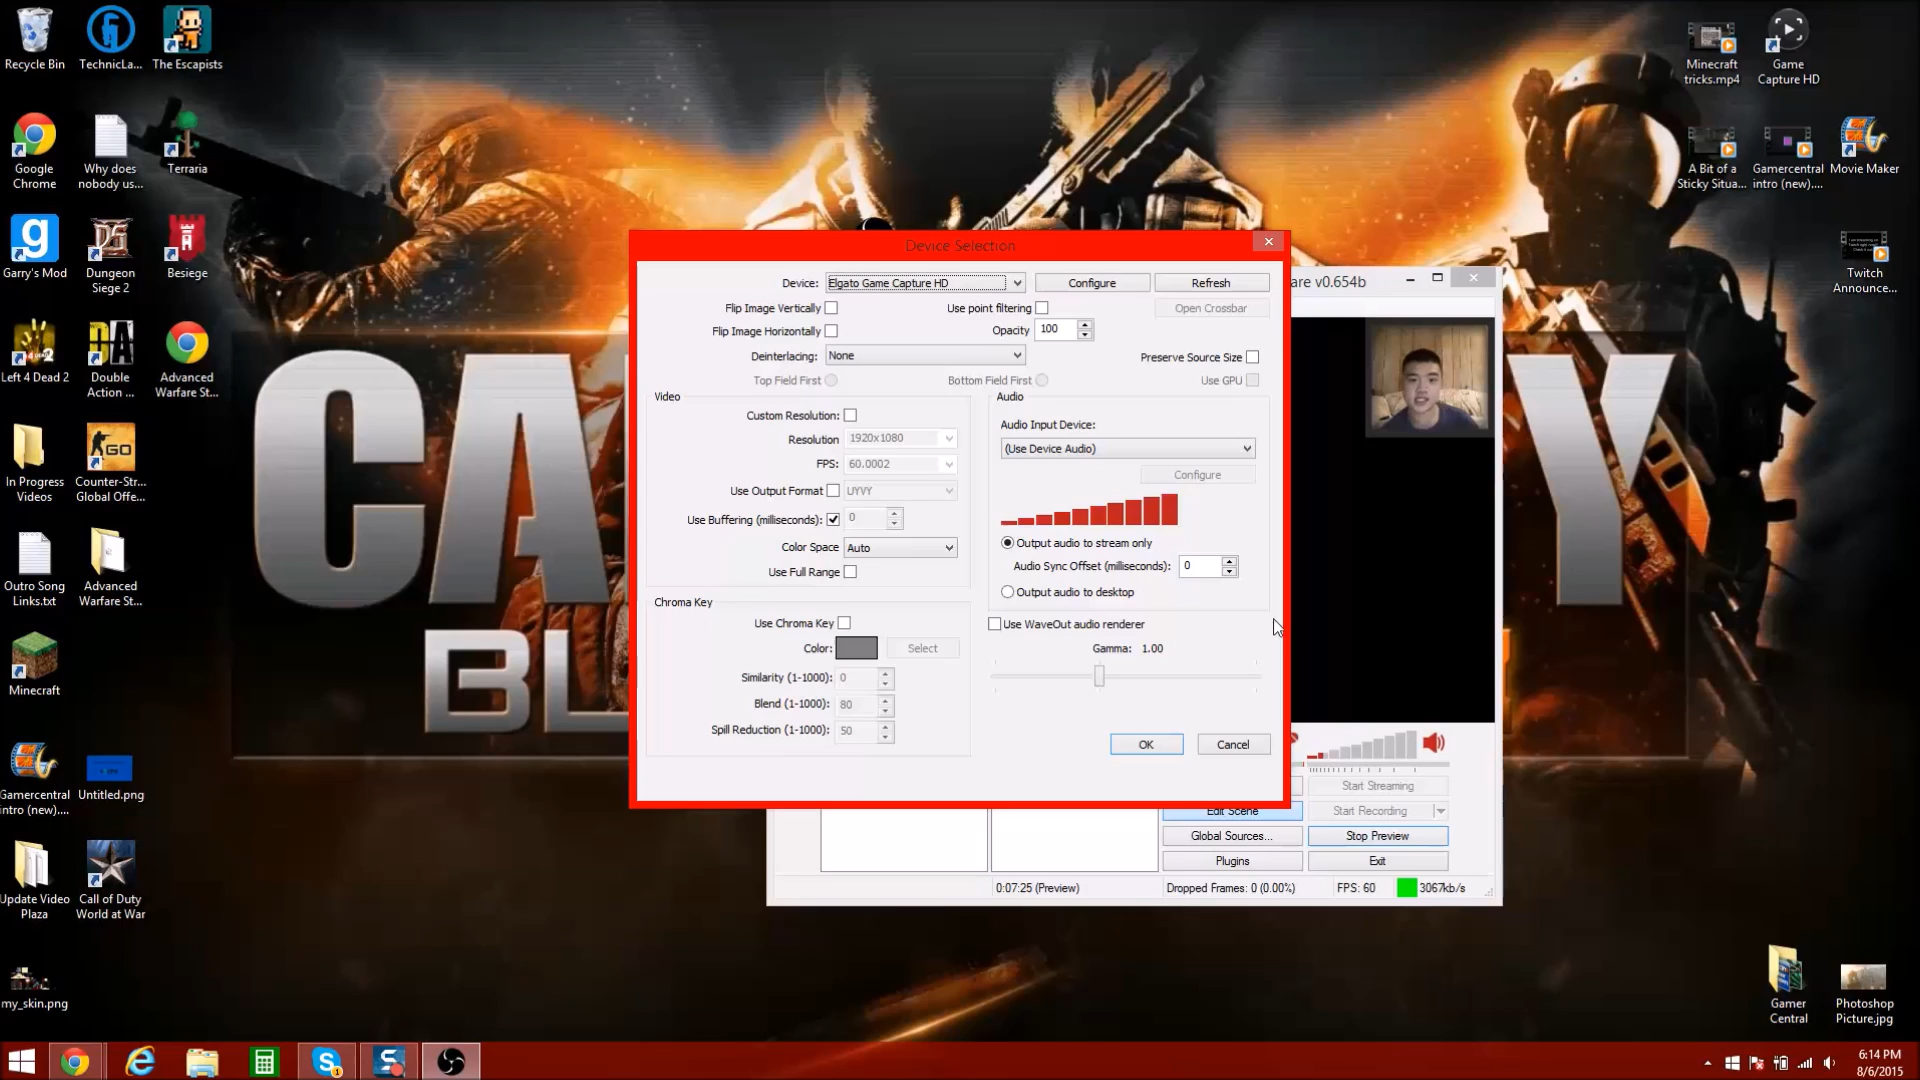 Recycle Bin
TechnicLa...
The Escapists
Minecraft
tricks.mp4
Game
Capture HD
Google
Chrome
Why does
nobody us...
Terraria
A Bit of a
Sticky Situa...
Gamercentral
intro (new)....
Movie Maker
Garry's Mod
Dungeon
Siege 2
Besiege
Twitch
Announce...
Left 4 Dead 2
Double
Action ...
Advanced
Warfare St...
In Progress
Videos
Counter-Str...
Global Offe...
Outro Song
Links.txt
Advanced
Warfare St...
Minecraft
Gamercentral
intro (new)....
Untitled.png
Update Video
Plaza
Call of Duty
World at War
my_skin.png
Gamer
Central
Photoshop
Picture.jpg
CA
Y
BL
Device Selection
Device: Elgato Game Capture HD Configure Refresh
Flip Image Vertically Use point filtering Open Crossbar
Flip Image Horizontally Opacity 100
Deinterlacing: None Preserve Source Size
Top Field First Bottom Field First Use GPU
Video
Custom Resolution:
Resolution 1920x1080
FPS: 60.0002
Use Output Format UYVY
Use Buffering (milliseconds): 0
Color Space Auto
Use Full Range
Chroma Key
Use Chroma Key
Color: Select
Similarity (1-1000) 0
Blend (1-1000): 80
Spill Reduction (1-1000): 50
Audio
Audio Input Device:
(Use Device Audio)
Configure
Output audio to stream only
Audio Sync Offset (milliseconds): 0
Output audio to desktop
Use WaveOut audio renderer
Gamma: 1.00
OK Cancel
are v0.654b
Start Streaming
Edit Scene Start Recording
Global Sources... Stop Preview
Plugins Exit
0:07:25 (Preview) Dropped Frames: 0 (0.00%) FPS: 60 3067kb/s
6:14 PM
8/6/2015